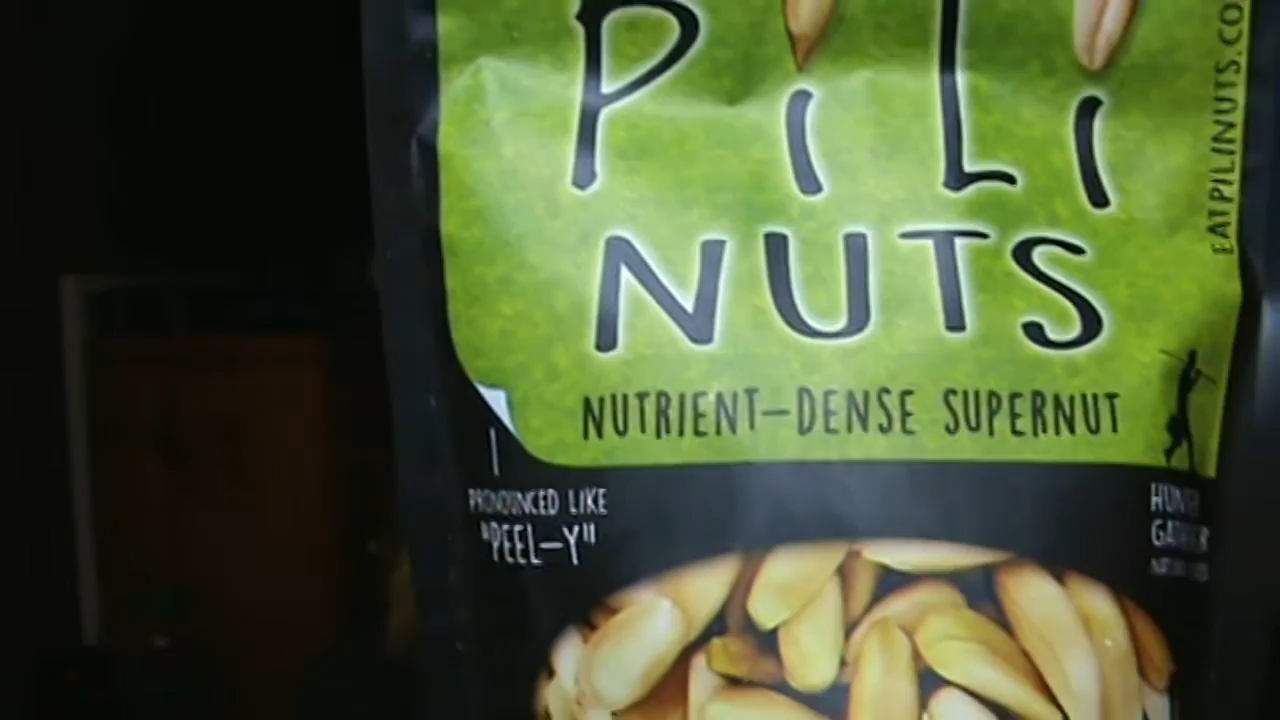 PiLi
NUTS
NUTRIENT–DENSE SUPERNUT
EATPILINUTS.CO
PRONOUNCED LIKE
"PEEL–Y"